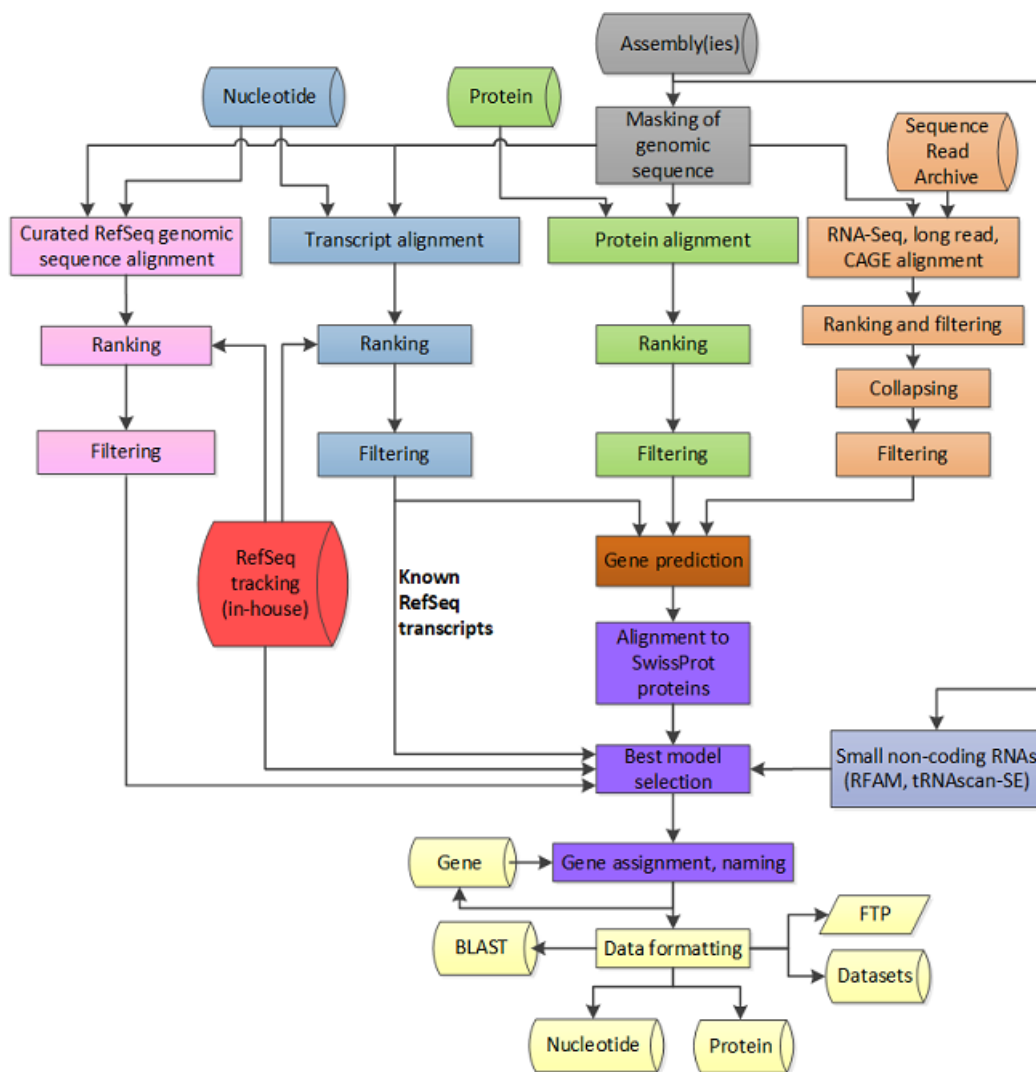 Assembly(ies)
Nucleotide
Protein
Masking of
genomic
sequence
Sequence
Read
Archive
Curated RefSeq genomic
sequence alignment
Transcript alignment
Protein alignment
RNA-Seq, long read,
CAGE alignment
Ranking
Ranking
Ranking
Ranking and filtering
Collapsing
Filtering
Filtering
Filtering
Filtering
RefSeq
tracking
(in-house)
Known
RefSeq
transcripts
Gene prediction
Alignment to
SwissProt
proteins
Best model
selection
Small non-coding RNAs
(RFAM, tRNAscan-SE)
Gene
Gene assignment, naming
BLAST
Data formatting
FTP
Datasets
Nucleotide
Protein